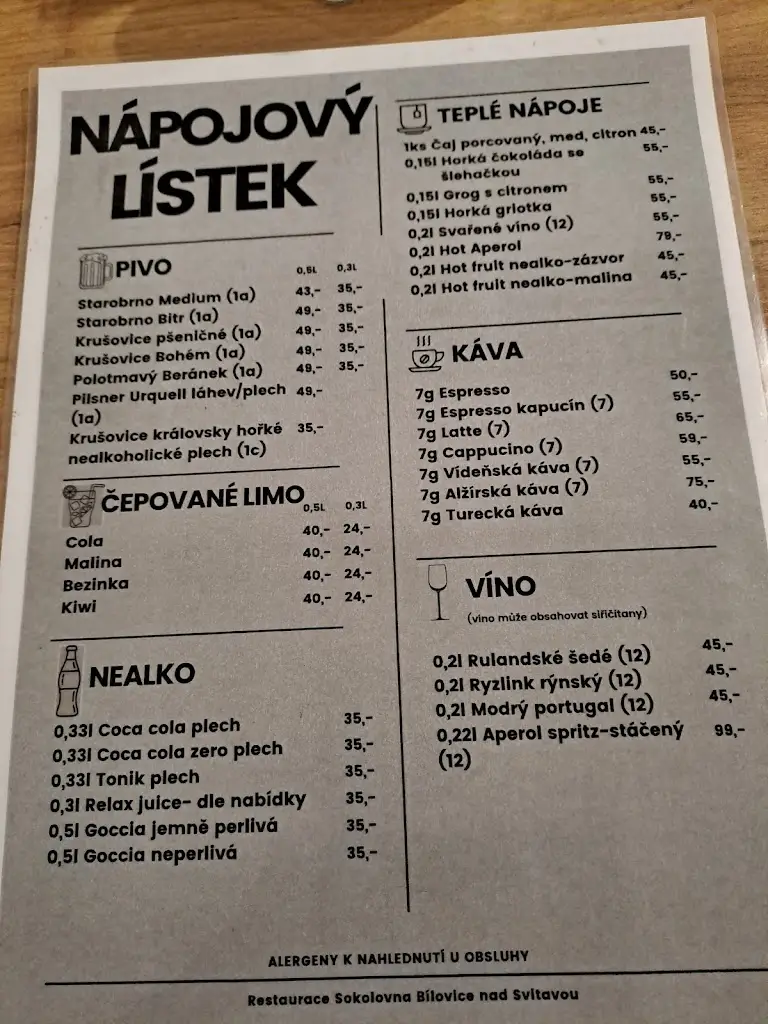 NÁPOJOVÝ
LÍSTEK
PIVO 0,5L 0,3L
Starobrno Medium (1a) 43,- 35,-
Starobrno Bitr (1a) 49,- 35,-
Krušovice pšeničné (1a) 49,- 35,-
Krušovice Bohém (1a) 49,- 35,-
Polotmavý Beránek (1a) 49,- 35,-
Pilsner Urquell láhev/plech 49,-
(1a)
Krušovice královsky hořké 35,-
nealkoholické plech (1c)
ČEPOVANÉ LIMO 0,5L 0,3L
Cola 40,- 24,-
Malina 40,- 24,-
Bezinka 40,- 24,-
Kiwi 40,- 24,-
NEALKO
0,33l Coca cola plech 35,-
0,33l Coca cola zero plech 35,-
0,33l Tonik plech 35,-
0,3l Relax juice- dle nabídky 35,-
0,5l Goccia jemně perlivá 35,-
0,5l Goccia neperlivá 35,-
TEPLÉ NÁPOJE
1ks Čaj porcovaný, med, citron 45,-
0,15l Horká čokoláda se 55,-
šlehačkou
0,15l Grog s citronem 55,-
0,15l Horká griotka 55,-
0,2l Svařené víno (12) 55,-
0,2l Hot Aperol 79,-
0,2l Hot fruit nealko-zázvor 45,-
0,2l Hot fruit nealko-malina 45,-
KÁVA
7g Espresso 50,-
7g Espresso kapucín (7) 55,-
7g Latte (7) 65,-
7g Cappucino (7) 59,-
7g Vídeňská káva (7) 55,-
7g Alžírská káva (7) 75,-
7g Turecká káva 40,-
VÍNO
(víno může obsahovat siřičitany)
0,2l Rulandské šedé (12) 45,-
0,2l Ryzlink rýnský (12) 45,-
0,2l Modrý portugal (12) 45,-
0,22l Aperol spritz-stáčený 99,-
(12)
ALERGENY K NAHLEDNUTÍ U OBSLUHY
Restaurace Sokolovna Bílovice nad Svitavou